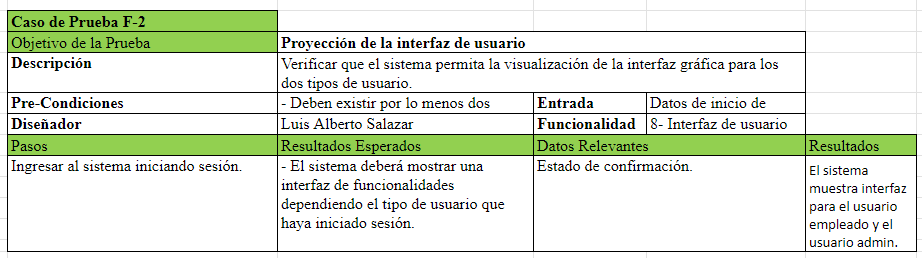 Caso de Prueba F-2
Objetivo de la Prueba
Proyección de la interfaz de usuario
Descripción
Verificar que el sistema permita la visualización de la interfaz gráfica para los
dos tipos de usuario.
Pre-Condiciones
- Deben existir por lo menos dos
Entrada
Datos de inicio de
Diseñador
Luis Alberto Salazar
Funcionalidad
8- Interfaz de usuario
Pasos
Resultados Esperados
Datos Relevantes
Resultados
Ingresar al sistema iniciando sesión.
- El sistema deberá mostrar una
interfaz de funcionalidades
dependiendo el tipo de usuario que
haya iniciado sesión.
Estado de confirmación.
El sistema
muestra interfaz
para el usuario
empleado y el
usuario admin.